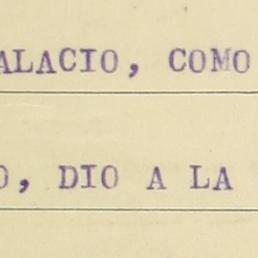 ALACIO, COMO
O, DIO A LA